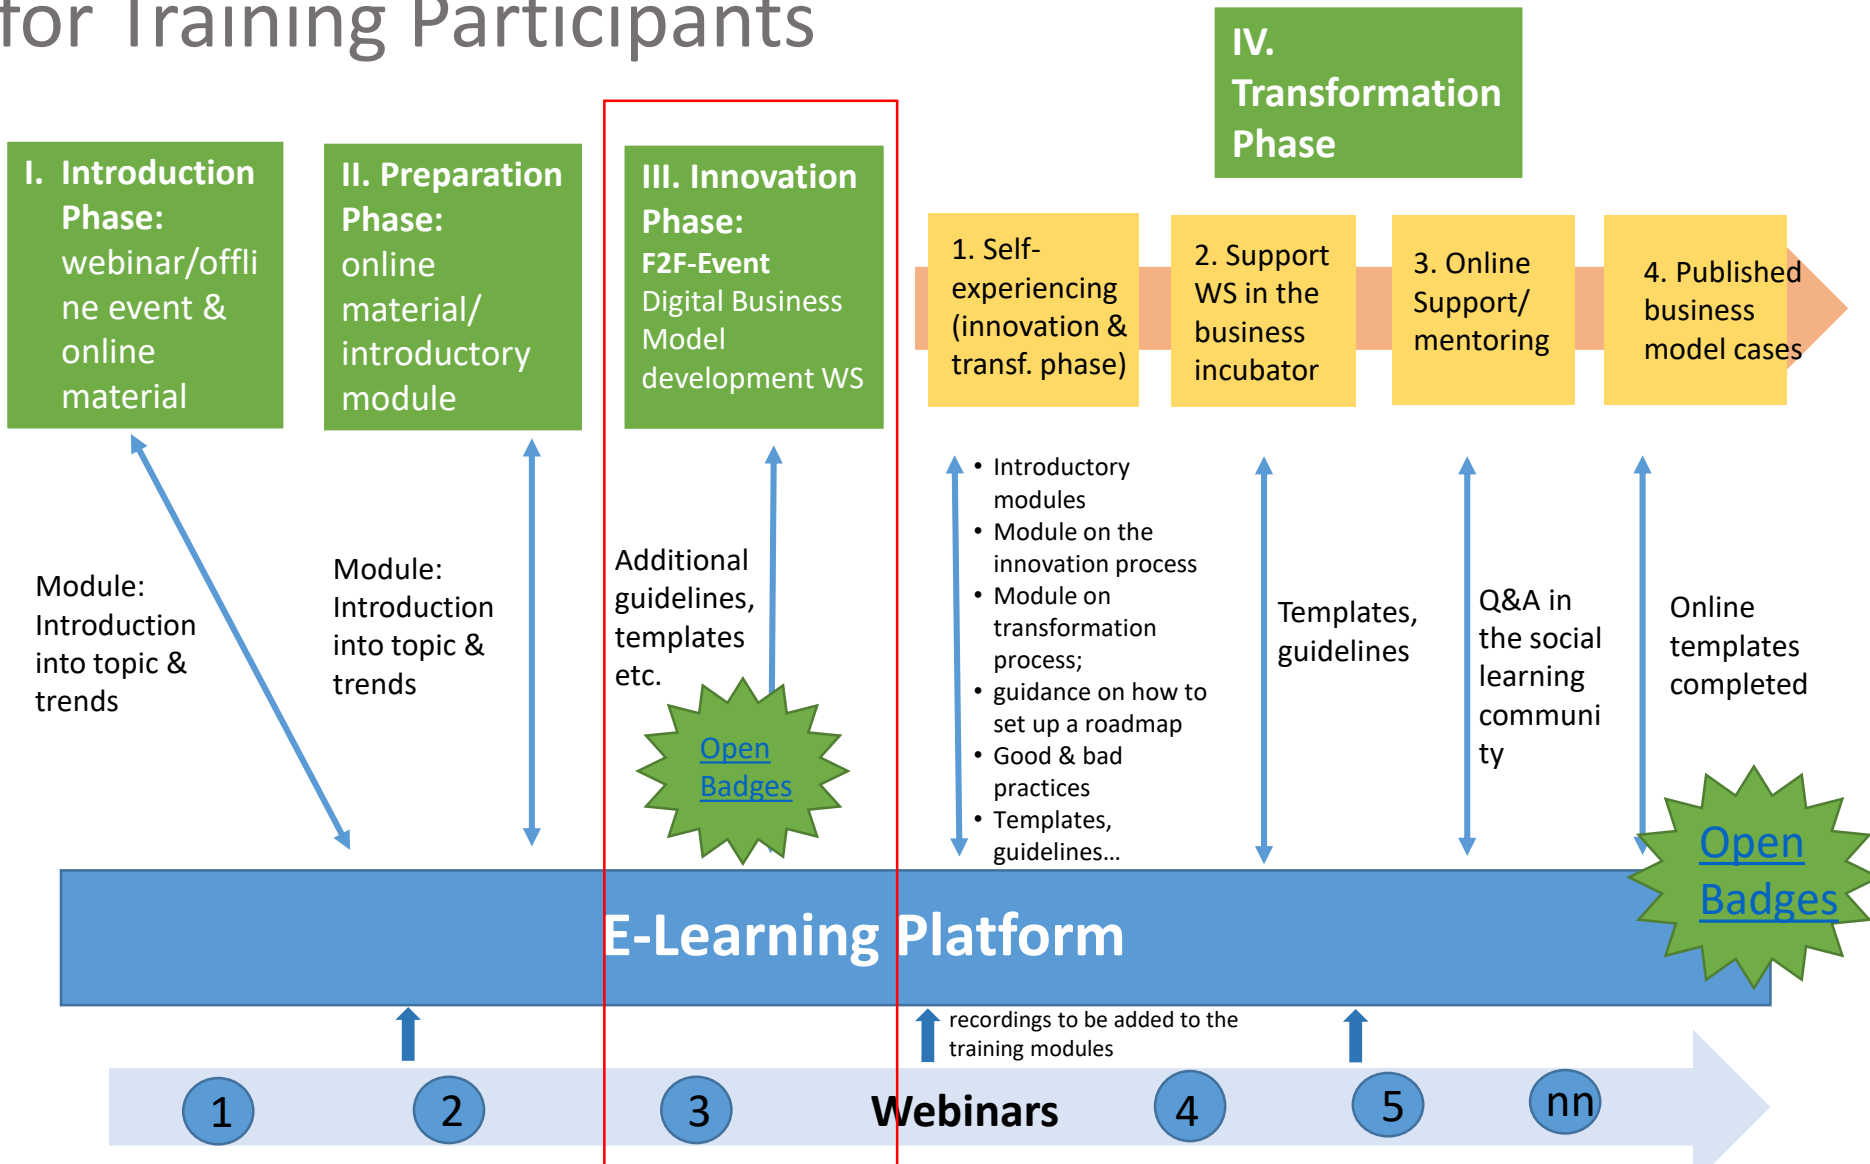 for Training Participants
IV.
Transformation
Phase
I. Introduction
Phase:
webinar/offli
ne event &
online
material
II. Preparation
Phase:
online
material/
introductory
module
III. Innovation
Phase:
F2F-Event
Digital Business
Model
development WS
1. Self-
experiencing
(innovation &
transf. phase)
2. Support
WS in the
business
incubator
3. Online
Support/
mentoring
4. Published
business
model cases
Module:
Introduction
into topic &
trends
Module:
Introduction
into topic &
trends
Additional
guidelines,
templates
etc.
Open
Badges
• Introductory
modules
• Module on the
innovation process
• Module on
transformation
process;
• guidance on how to
set up a roadmap
• Good & bad
practices
• Templates,
guidelines...
Templates,
guidelines
Q&A in
the social
learning
communi
ty
Online
templates
completed
Open
Badges
E-Learning Platform
recordings to be added to the
training modules
1
2
3
Webinars
4
5
nn